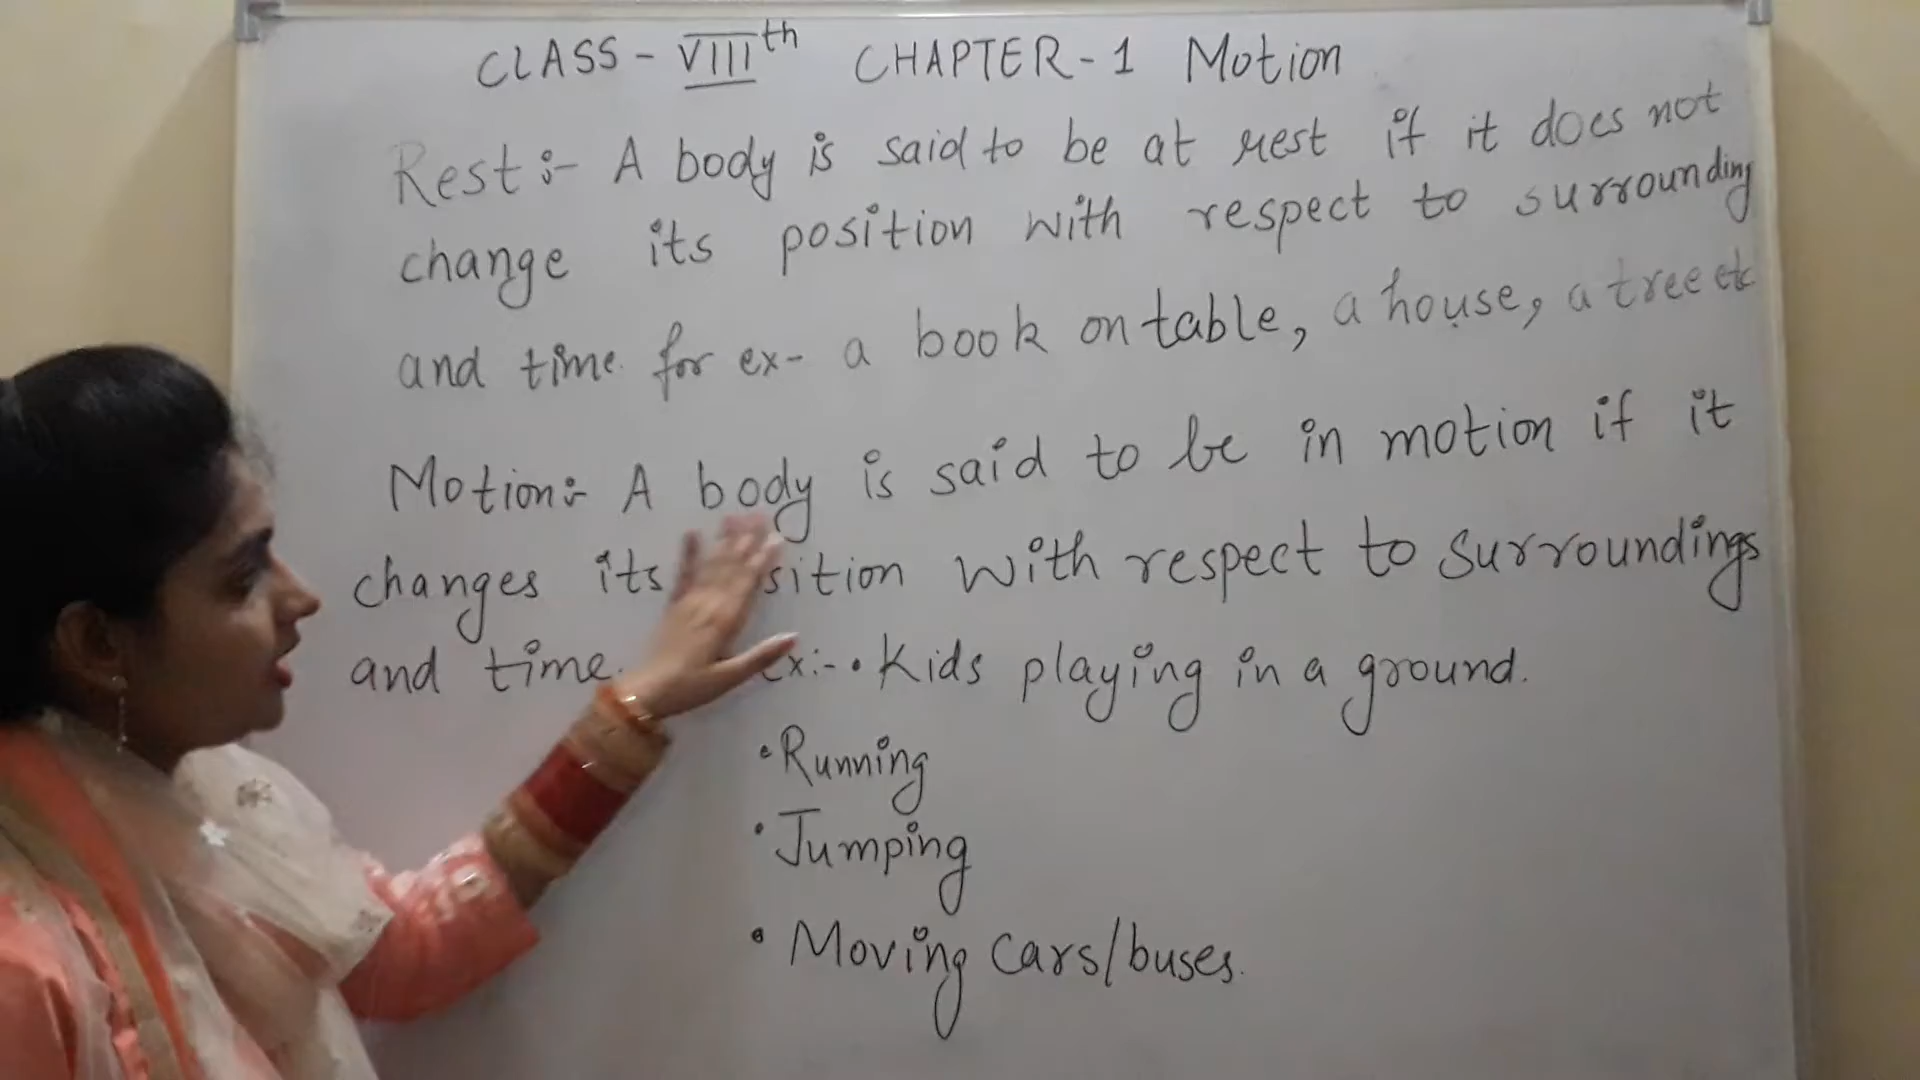 CLASS - VIIIth CHAPTER - 1 Motion
Rest :- A body is said to be at rest if it does not
change its position with respect to surrounding
and time. for ex- a book on table, a house, a tree etc
Motion :- A body is said to be in motion if it
changes its sition with respect to surroundings
and time. ex:- • Kids playing in a ground.
• Running
• Jumping
• Moving cars/buses.